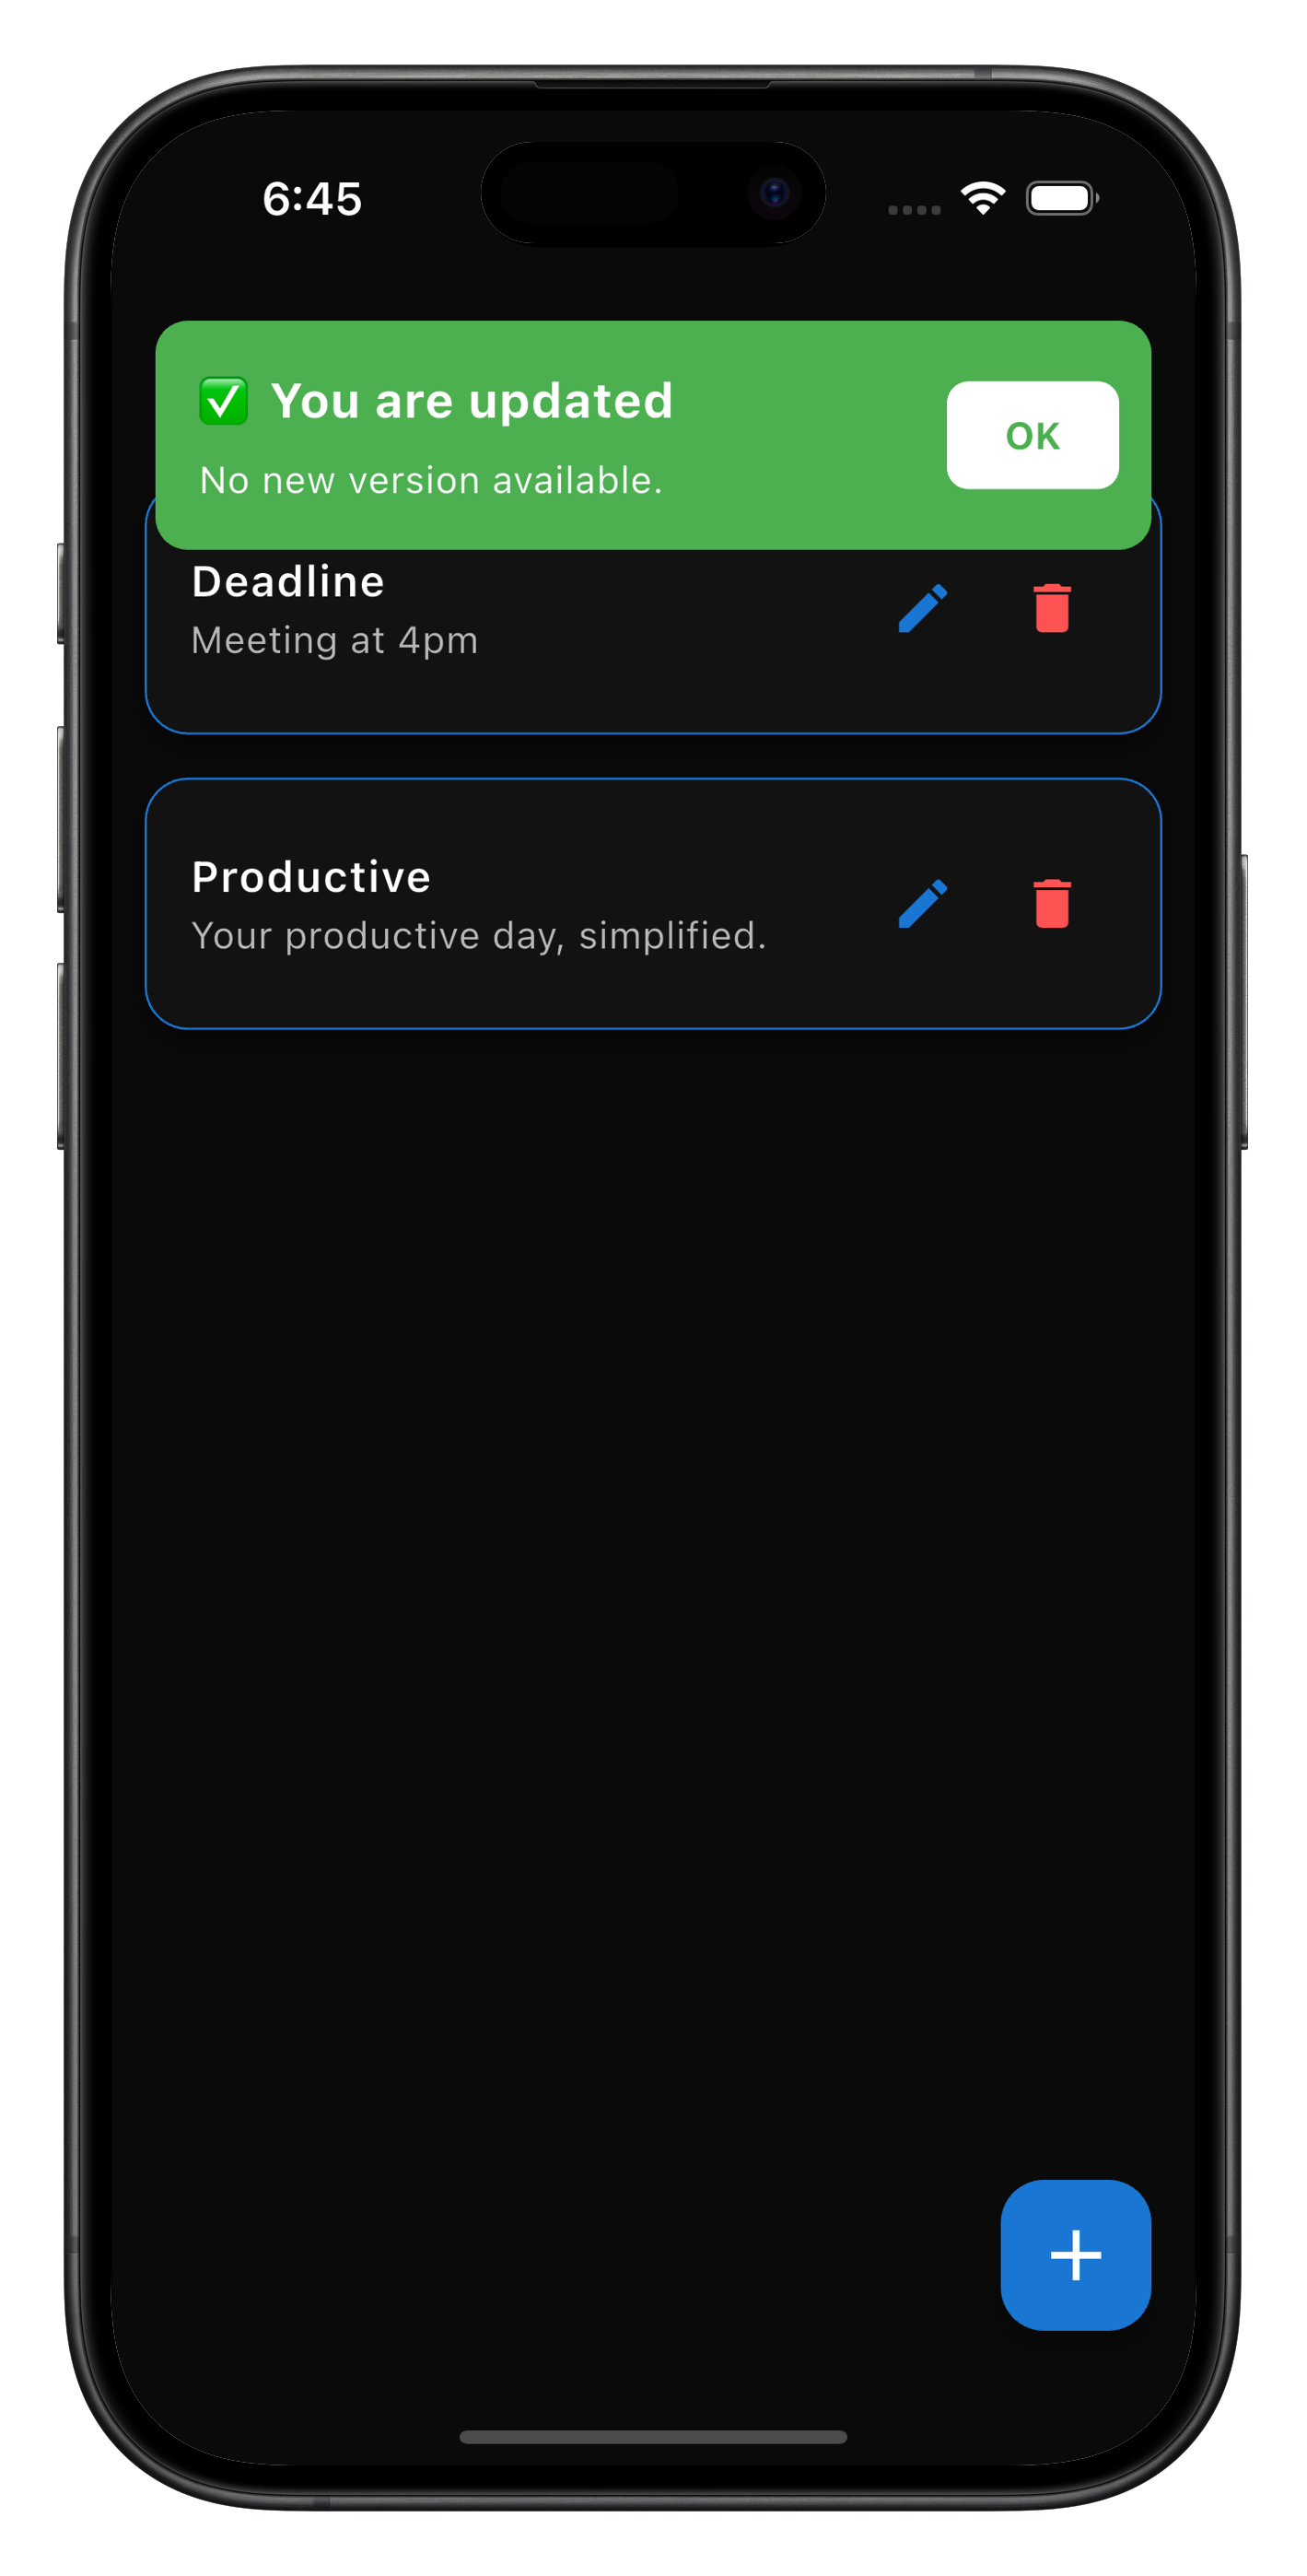 6:45
✅ You are updated
No new version available.
OK
Deadline
Meeting at 4pm
Productive
Your productive day, simplified.